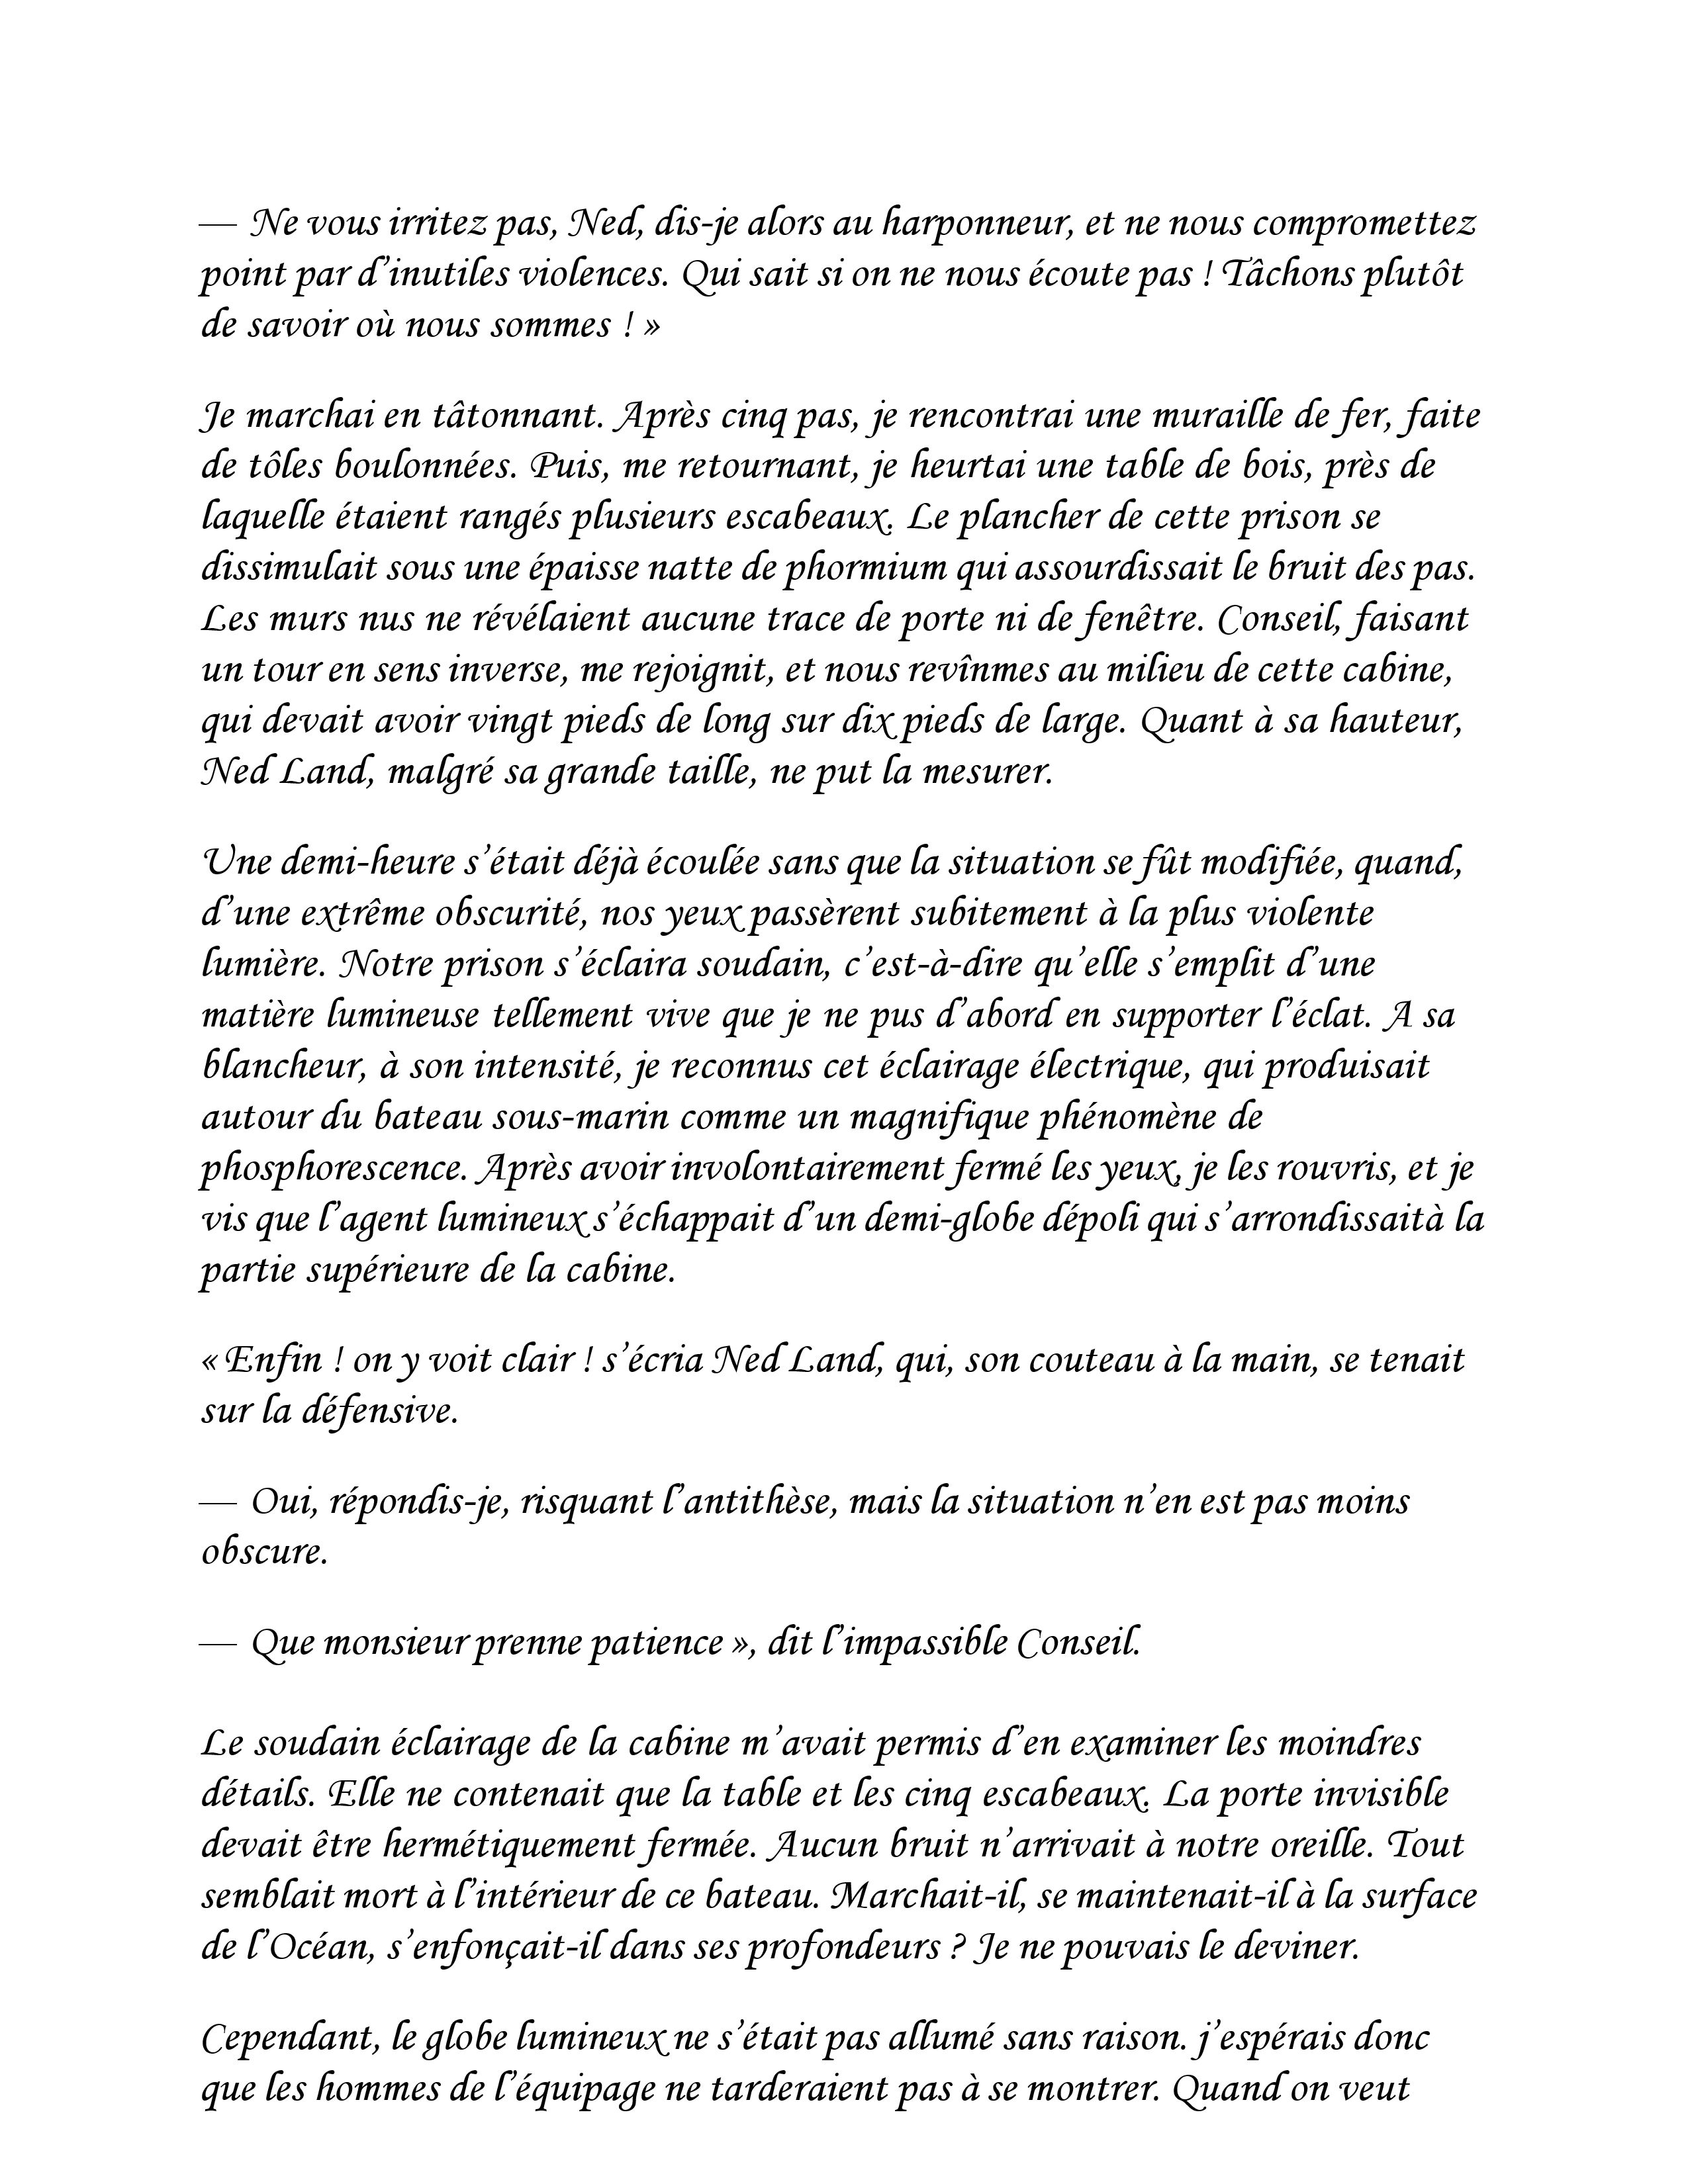 — Ne vous irritez pas, Ned, dis-je alors au harponneur, et ne nous compromettez
point par d’inutiles violences. Qui sait si on ne nous écoute pas ! Tâchons plutôt
de savoir où nous sommes ! »
Je marchai en tâtonnant. Après cinq pas, je rencontrai une muraille de fer, faite
de tôles boulonnées. Puis, me retournant, je heurtai une table de bois, près de
laquelle étaient rangés plusieurs escabeaux. Le plancher de cette prison se
dissimulait sous une épaisse natte de phormium qui assourdissait le bruit des pas.
Les murs nus ne révélaient aucune trace de porte ni de fenêtre. Conseil, faisant
un tour en sens inverse, me rejoignit, et nous revînmes au milieu de cette cabine,
qui devait avoir vingt pieds de long sur dix pieds de large. Quant à sa hauteur,
Ned Land, malgré sa grande taille, ne put la mesurer.
Une demi-heure s’était déjà écoulée sans que la situation se fût modifiée, quand,
d’une extrême obscurité, nos yeux passèrent subitement à la plus violente
lumière. Notre prison s’éclaira soudain, c’est-à-dire qu’elle s’emplit d’une
matière lumineuse tellement vive que je ne pus d’abord en supporter l’éclat. A sa
blancheur, à son intensité, je reconnus cet éclairage électrique, qui produisait
autour du bateau sous-marin comme un magnifique phénomène de
phosphorescence. Après avoir involontairement fermé les yeux, je les rouvris, et je
vis que l’agent lumineux s’échappait d’un demi-globe dépoli qui s’arrondissaità la
partie supérieure de la cabine.
« Enfin ! on y voit clair ! s’écria Ned Land, qui, son couteau à la main, se tenait
sur la défensive.
— Oui, répondis-je, risquant l’antithèse, mais la situation n’en est pas moins
obscure.
— Que monsieur prenne patience », dit l’impassible Conseil.
Le soudain éclairage de la cabine m’avait permis d’en examiner les moindres
détails. Elle ne contenait que la table et les cinq escabeaux. La porte invisible
devait être hermétiquement fermée. Aucun bruit n’arrivait à notre oreille. Tout
semblait mort à l’intérieur de ce bateau. Marchait-il, se maintenait-il à la surface
de l’Océan, s’enfonçait-il dans ses profondeurs ? Je ne pouvais le deviner.
Cependant, le globe lumineux ne s’était pas allumé sans raison. j’espérais donc
que les hommes de l’équipage ne tarderaient pas à se montrer. Quand on veut